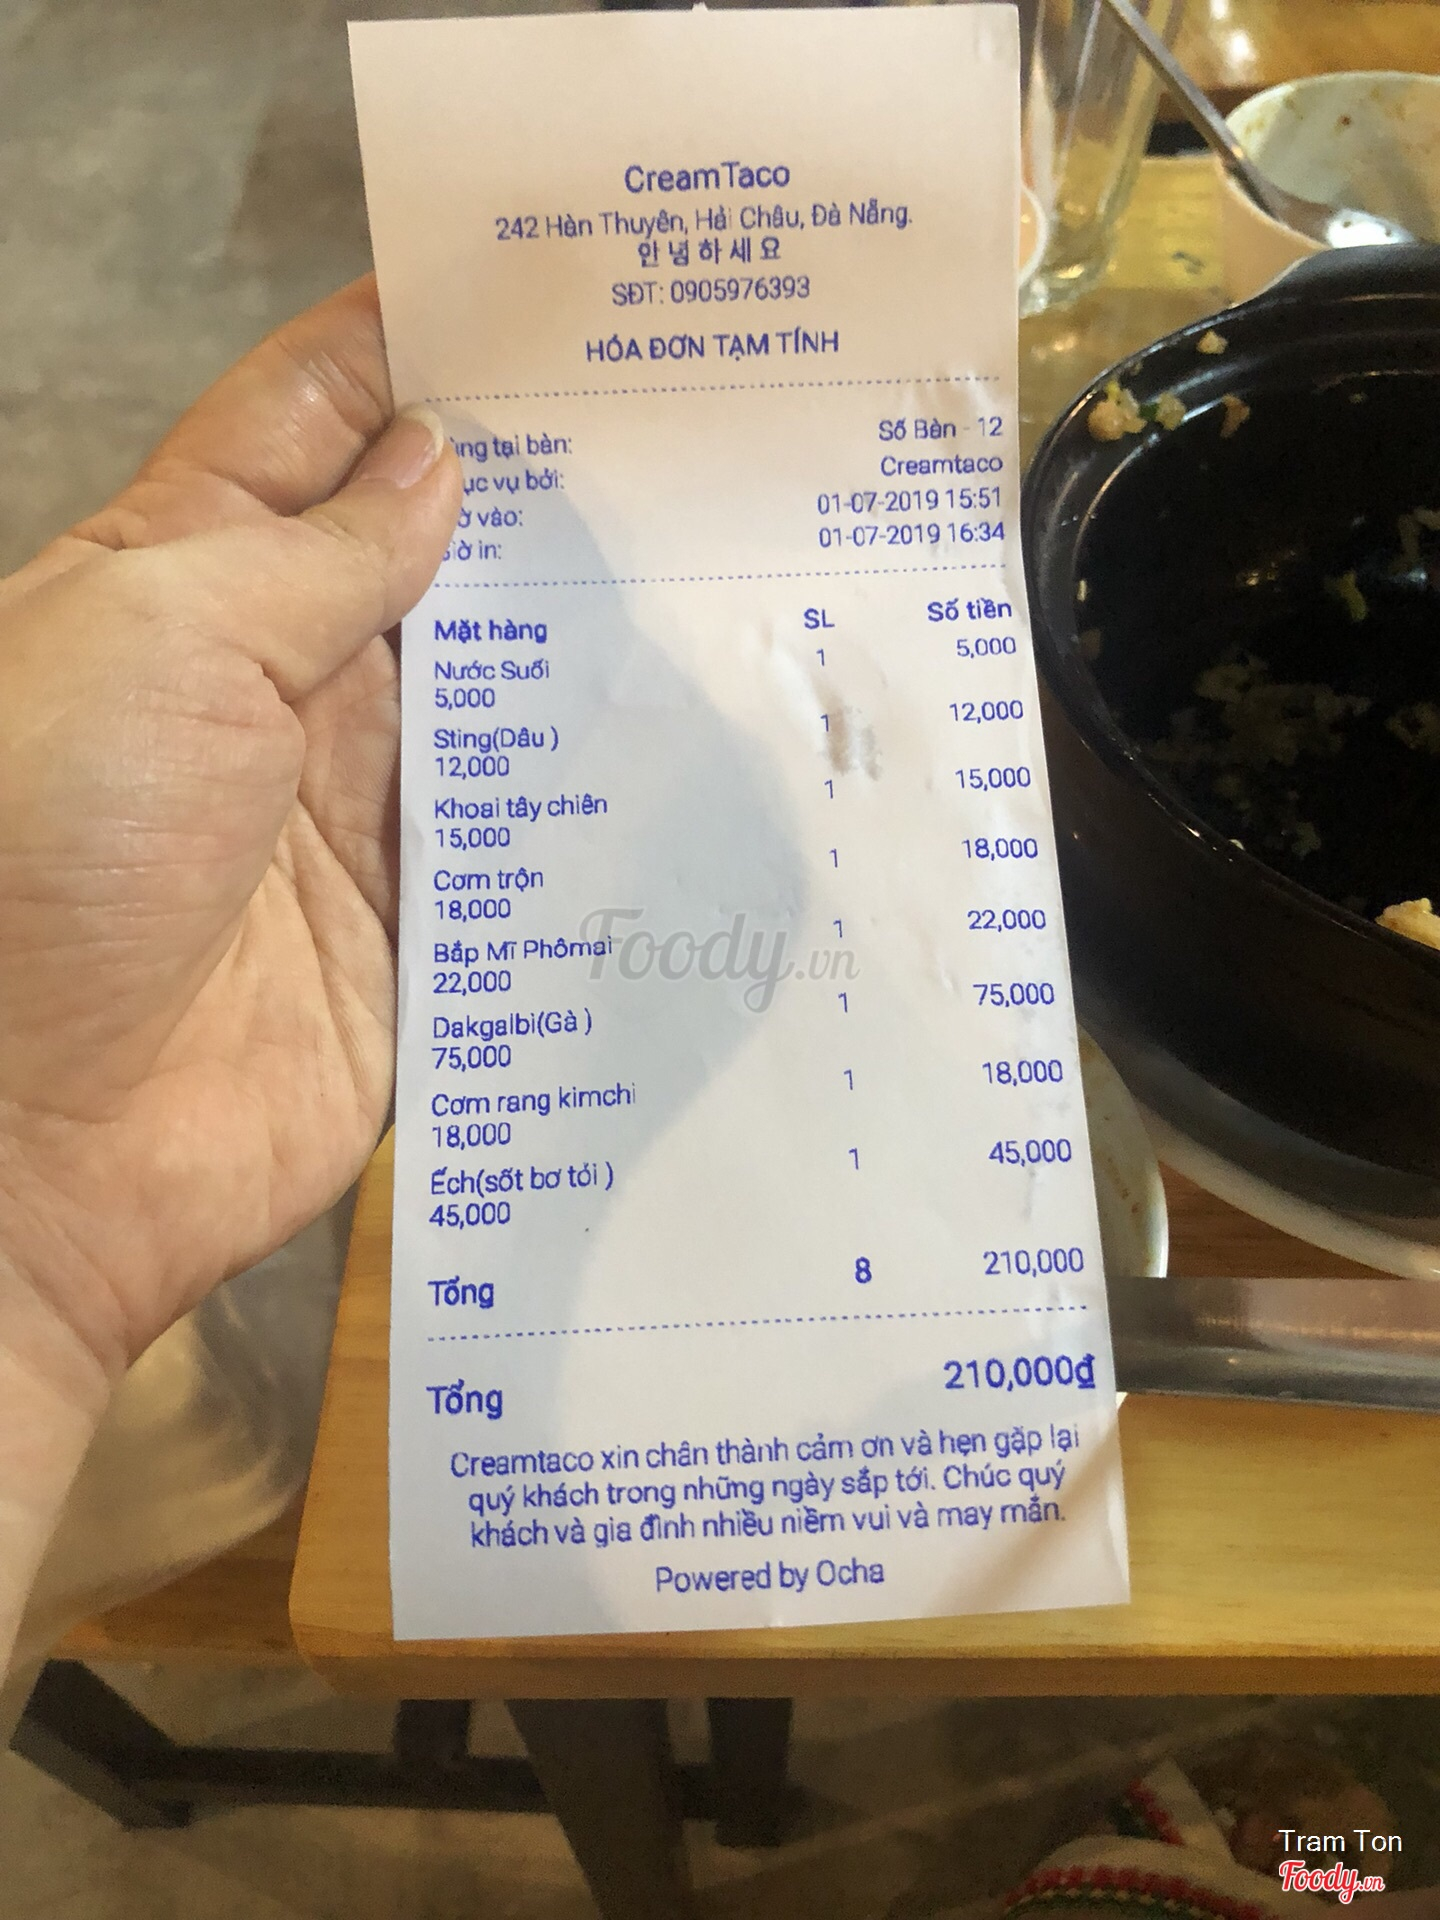 CreamTaco
242 Hàn Thuyên, Hải Châu, Đà Nẵng.
안녕하세요
SĐT: 0905976393
HÓA ĐƠN TẠM TÍNH
tại bàn: Số Bàn - 12
vụ bởi: Creamtaco
vào: 01-07-2019 15:51
in: 01-07-2019 16:34
Mặt hàng SL Số tiền
Nước Suối 1 5,000
5,000
Sting(Dâu ) 1 12,000
12,000
Khoai tây chiên 1 15,000
15,000
Cơm trộn 1 18,000
18,000
Bắp Mĩ Phômai 1 22,000
22,000
Dakgalbi(Gà ) 1 75,000
75,000
Cơm rang kimchi 1 18,000
18,000
Ếch(sốt bơ tỏi ) 1 45,000
45,000
Tổng 8 210,000
Tổng 210,000₫
Creamtaco xin chân thành cảm ơn và hẹn gặp lại
quý khách trong những ngày sắp tới. Chúc quý
khách và gia đình nhiều niềm vui và may mắn.
Powered by Ocha
Foody.vn
Tram Ton
Foody.vn